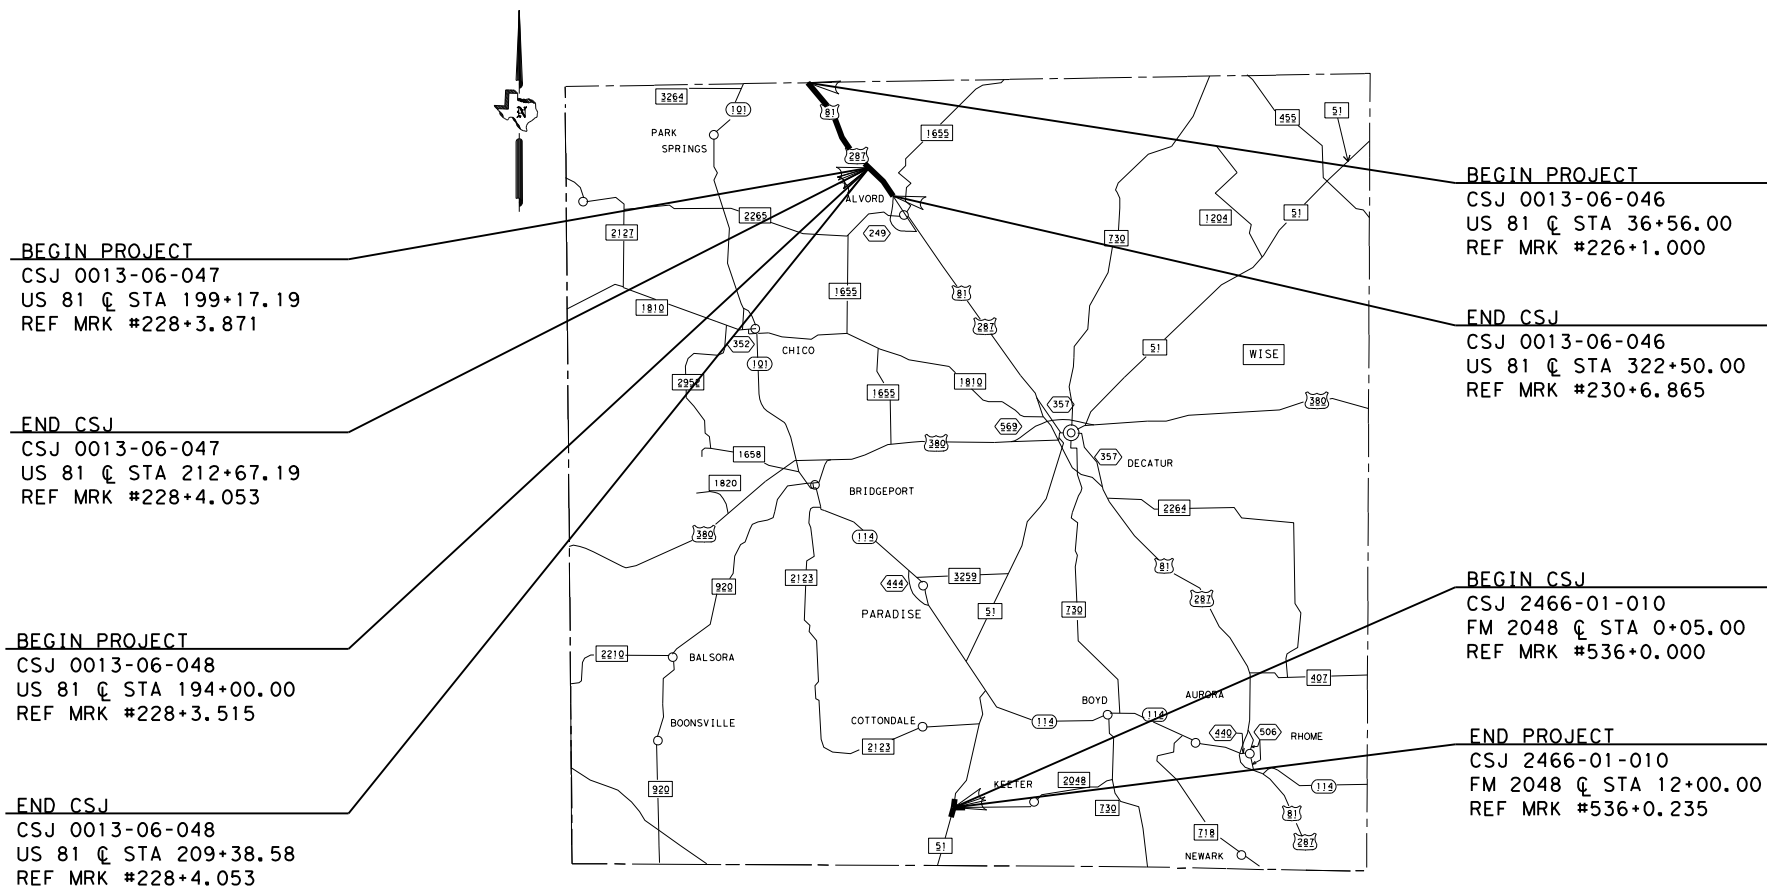 BEGIN PROJECT
CSJ 0013-06-047
US 81 ℄ STA 199+17.19
REF MRK #228+3.871
END CSJ
CSJ 0013-06-047
US 81 ℄ STA 212+67.19
REF MRK #228+4.053
BEGIN PROJECT
CSJ 0013-06-048
US 81 ℄ STA 194+00.00
REF MRK #228+3.515
END CSJ
CSJ 0013-06-048
US 81 ℄ STA 209+38.58
REF MRK #228+4.053
N
3264
101
PARK
SPRINGS
81
287
1655
455
51
ALVORD
2265
249
2127
1204
51
730
1810
1655
81
287
352
CHICO
101
51
WISE
2952
1810
1655
357
380
569
380
357
DECATUR
1658
1820
BRIDGEPORT
2264
380
114
81
920
2123
444
3259
287
PARADISE
51
730
2210
BALSORA
407
BOONSVILLE
COTTONDALE
BOYD
AURORA
114
114
2123
440
506
RHOME
KEETER
2048
920
114
730
81
718
287
51
NEWARK
BEGIN PROJECT
CSJ 0013-06-046
US 81 ℄ STA 36+56.00
REF MRK #226+1.000
END CSJ
CSJ 0013-06-046
US 81 ℄ STA 322+50.00
REF MRK #230+6.865
BEGIN CSJ
CSJ 2466-01-010
FM 2048 ℄ STA 0+05.00
REF MRK #536+0.000
END PROJECT
CSJ 2466-01-010
FM 2048 ℄ STA 12+00.00
REF MRK #536+0.235